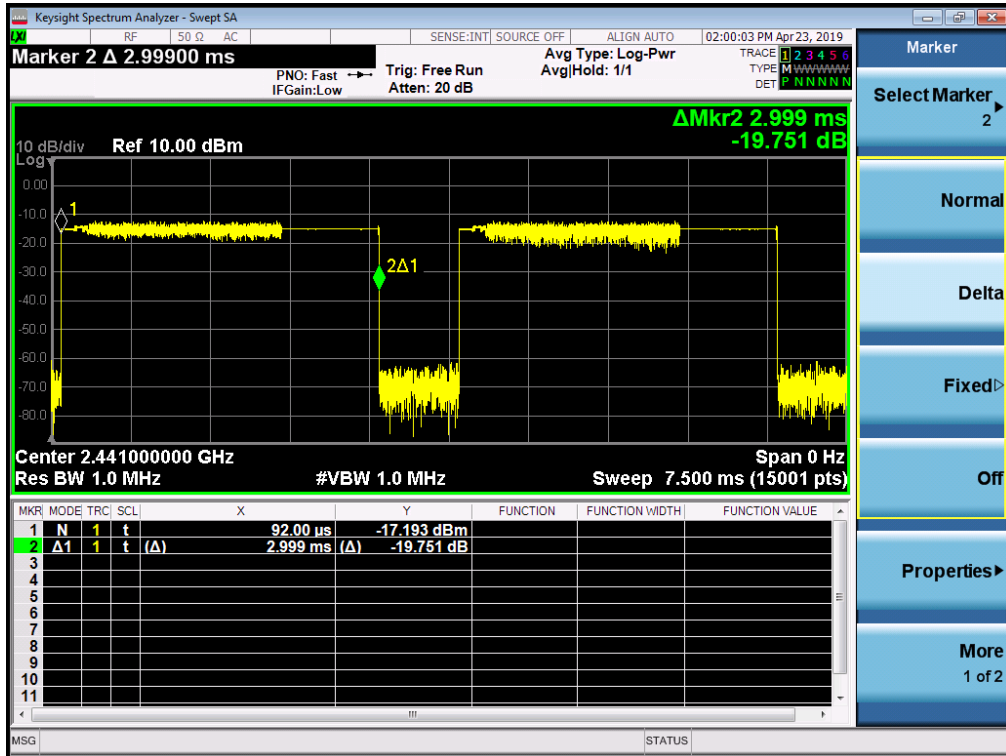 Keysight Spectrum Analyzer - Swept SA
LXI RF 50 Ω AC SENSE:INT SOURCE OFF ALIGN AUTO 02:00:03 PM Apr 23, 2019
Marker 2 Δ 2.99900 ms
PNO: Fast
IFGain:Low
Trig: Free Run
Atten: 20 dB
Avg Type: Log-Pwr
Avg|Hold: 1/1
TRACE 1 2 3 4 5 6
TYPE M WWWWW
DET P N N N N N
ΔMkr2 2.999 ms
-19.751 dB
10 dB/div Ref 10.00 dBm
Log
0.00
-10.0
-20.0
-30.0
-40.0
-50.0
-60.0
-70.0
-80.0
1
2Δ1
Center 2.441000000 GHz Span 0 Hz
Res BW 1.0 MHz #VBW 1.0 MHz Sweep 7.500 ms (15001 pts)
MKR MODE TRC SCL X Y FUNCTION FUNCTION WIDTH FUNCTION VALUE
1 N 1 t 92.00 µs -17.193 dBm
2 Δ1 1 t (Δ) 2.999 ms (Δ) -19.751 dB
3
4
5
6
7
8
9
10
11
MSG STATUS
Marker
Select Marker
2
Normal
Delta
Fixed
Off
Properties
More
1 of 2